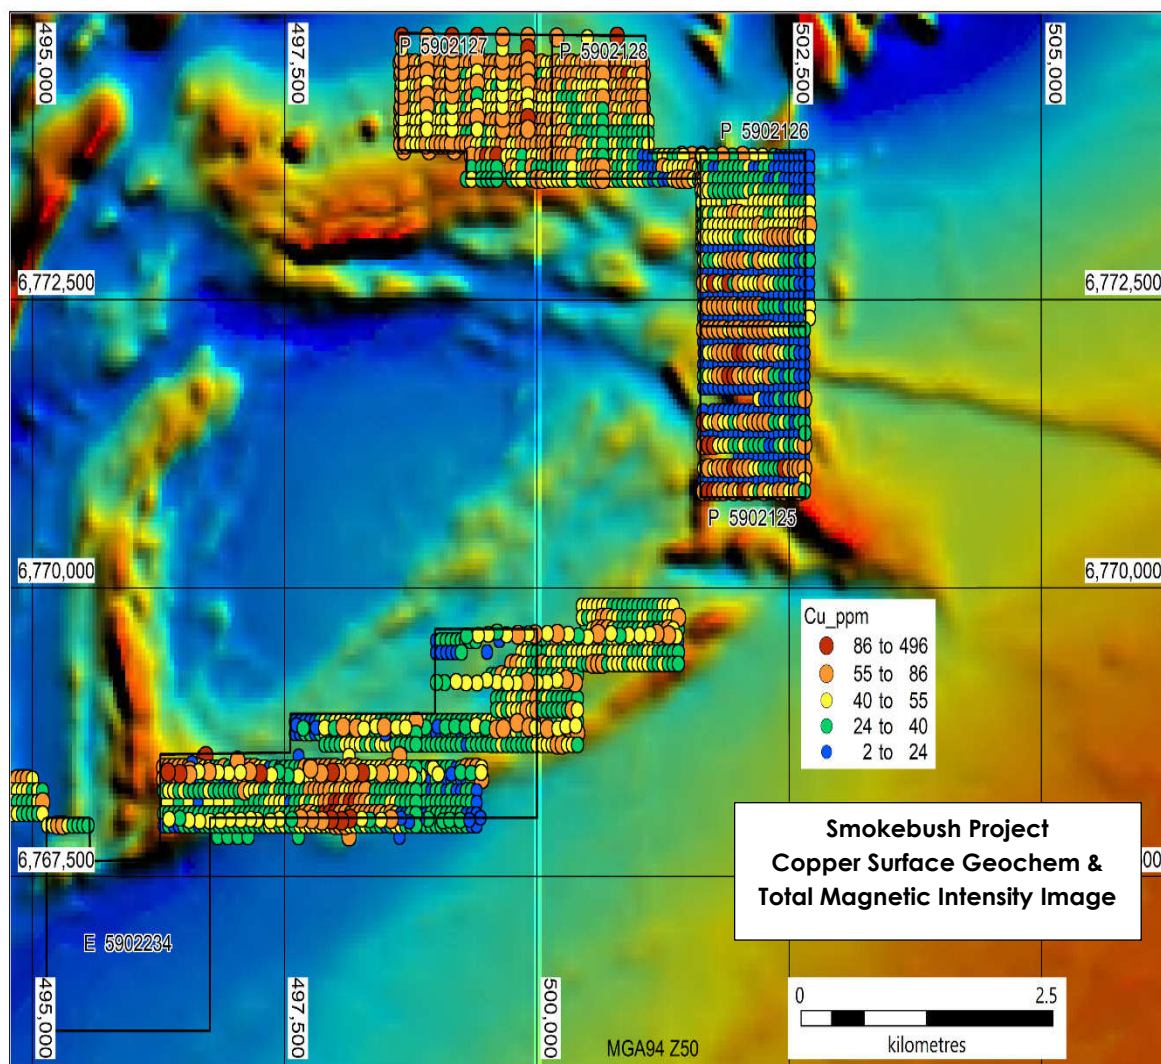 495,000
497,500
502,500
505,000
P 5902127
P 5902128
P 5902126
6,772,500
6,772,500
P 5902125
6,770,000
6,770,000
Cu_ppm
86 to 496
55 to 86
40 to 55
24 to 40
2 to 24
Smokebush Project
Copper Surface Geochem &
Total Magnetic Intensity Image
6,767,500
00
E 5902234
495,000
497,500
500,000
0
2.5
kilometres
MGA94 Z50